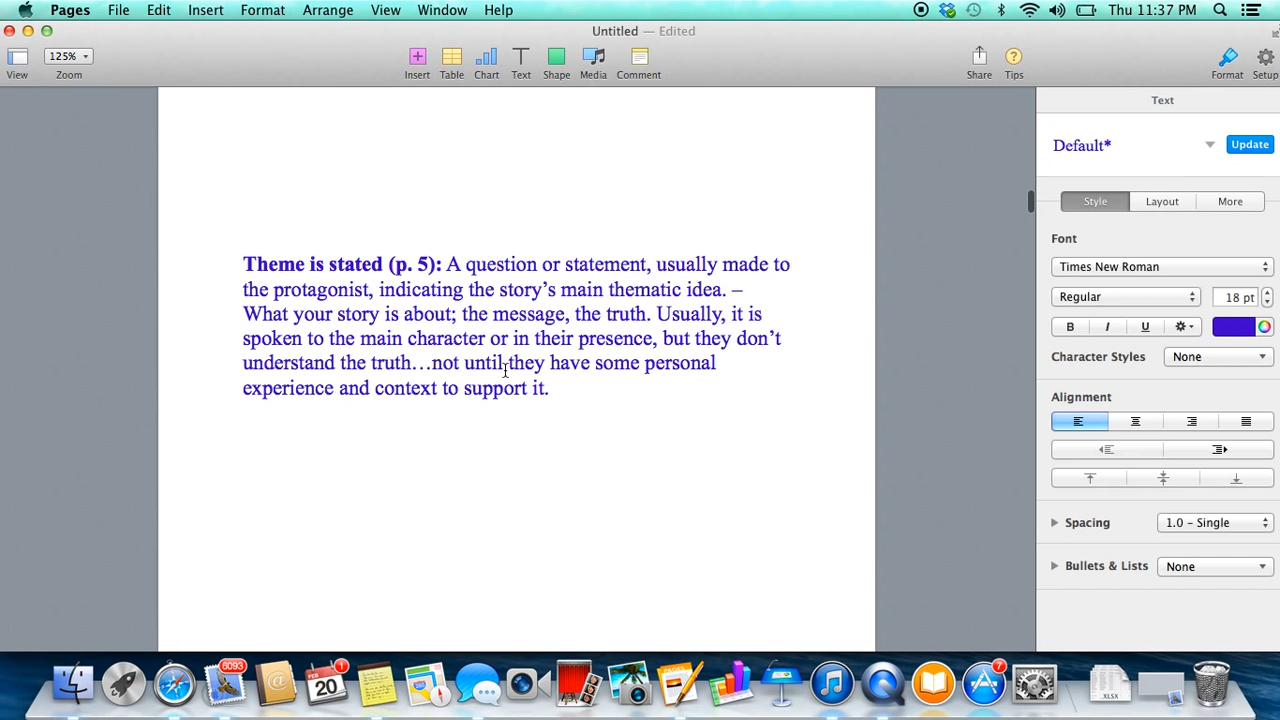 Pages File Edit Insert Format Arrange View Window Help Thu 11:37 PM
Untitled — Edited
125%
View Zoom Insert Table Chart Text Shape Media Comment Share Tips Format Setup
Text
Default* Update
Style Layout More
Font
Times New Roman
Regular 18 pt
B I U
Character Styles None
Alignment
Spacing 1.0 – Single
Bullets & Lists None
Theme is stated (p. 5): A question or statement, usually made to
the protagonist, indicating the story’s main thematic idea. –
What your story is about; the message, the truth. Usually, it is
spoken to the main character or in their presence, but they don’t
understand the truth…not until they have some personal
experience and context to support it.
6093
1
20
7
XLSX